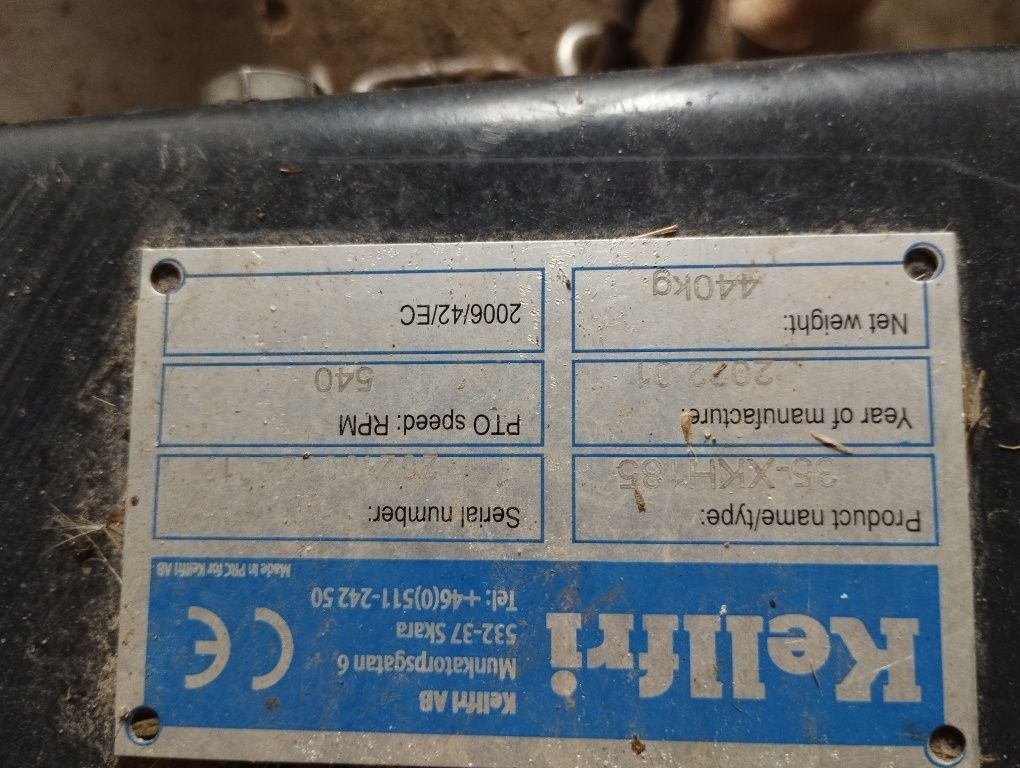 Kellfri
Kellfri AB
Munkatorpsgatan 6
532-37 Skara
Tel: +46(0)511-242 50
CE
Made in PRC for Kellfri AB
Product name/type:
35-XKH185
Serial number:
Year of manufacture:
2022.01
PTO speed: RPM
540
Net weight:
440kg
2006/42/EC